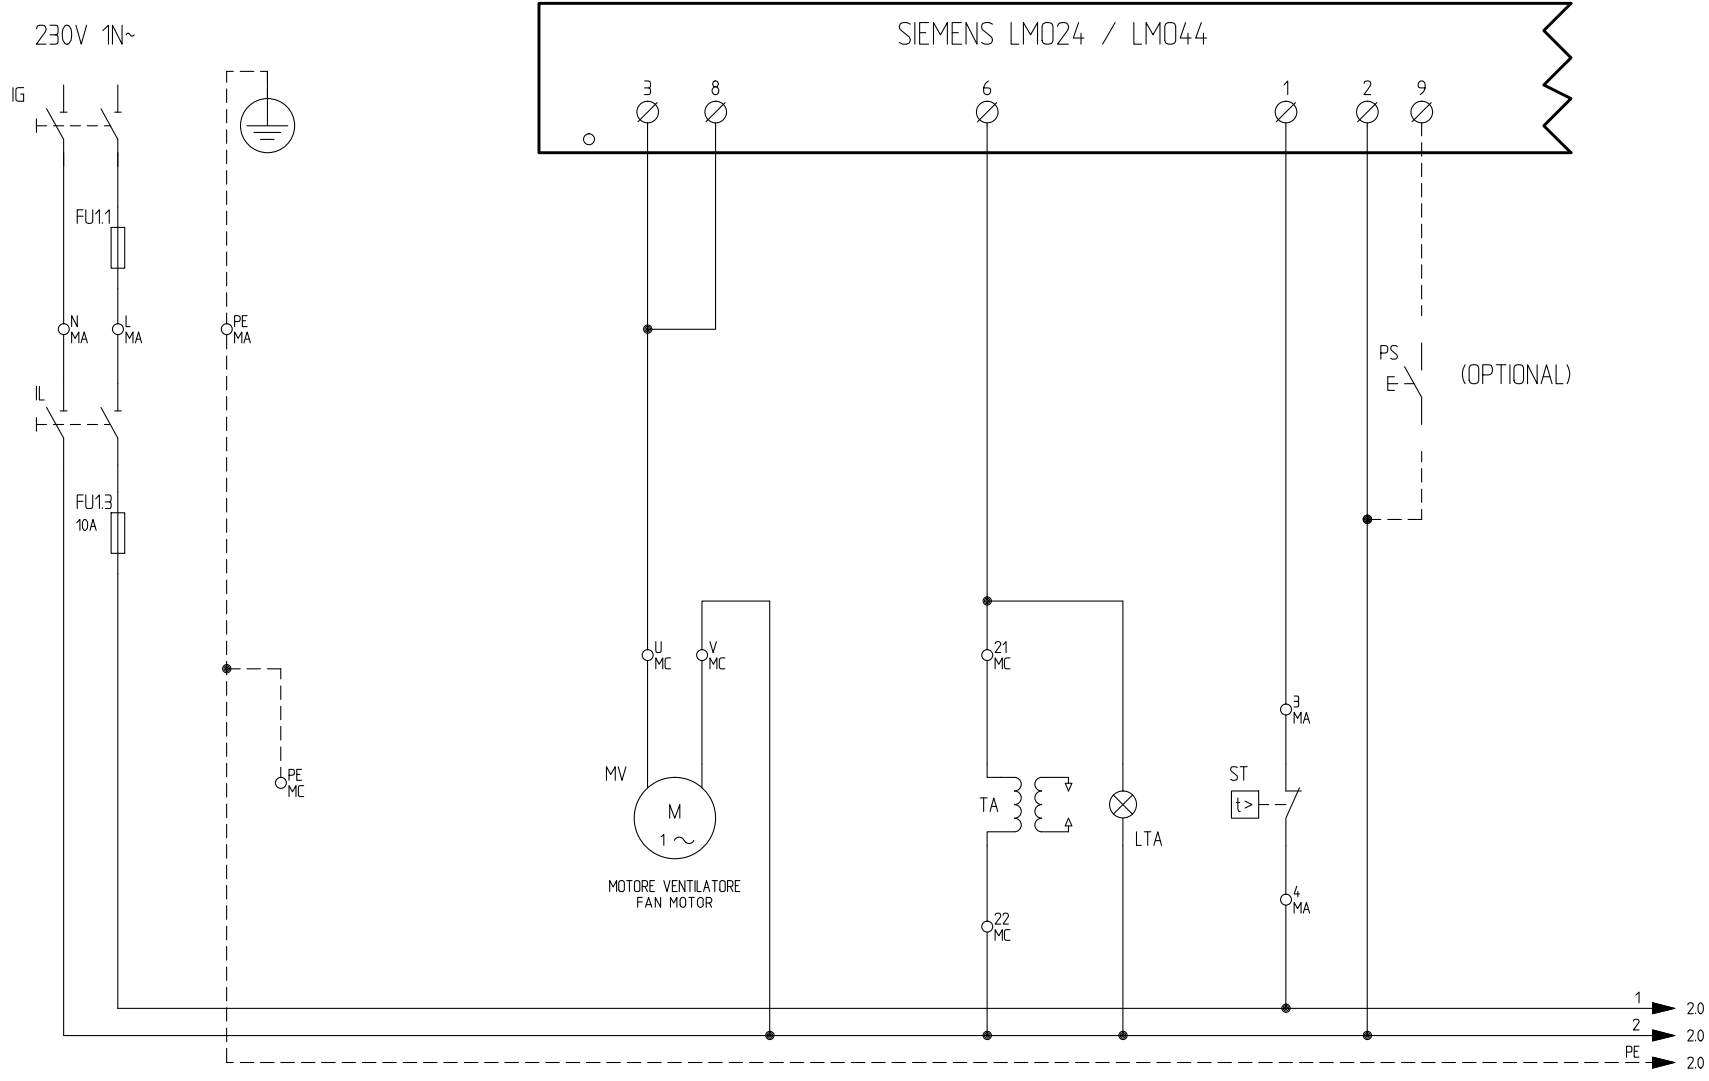 230V 1N~
SIEMENS LMO24 / LMO44
IG
3
8
6
1
2
9
FU1.1
N
MA
L
MA
PE
MA
PS
E
(OPTIONAL)
IL
FU1.3
10A
U
MC
V
MC
21
MC
3
MA
MV
ST
PE
MC
M
1~
TA
t>
LTA
MOTORE VENTILATORE
FAN MOTOR
4
MA
22
MC
1
2.0
2
2.0
PE
2.0